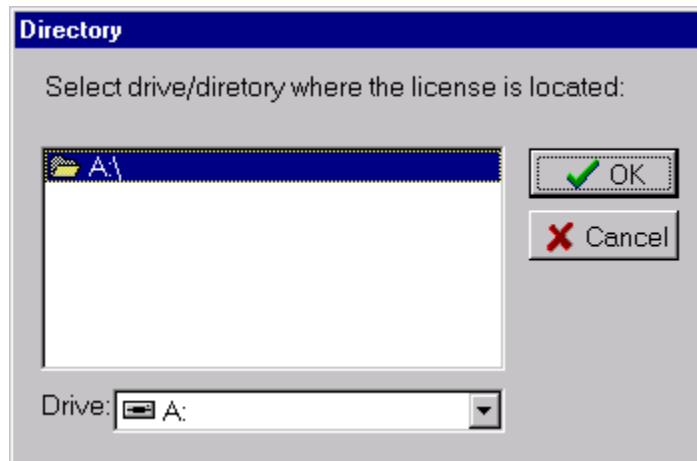 Directory
Select drive/diretory where the license is located:
A:\
OK
Cancel
Drive: A: